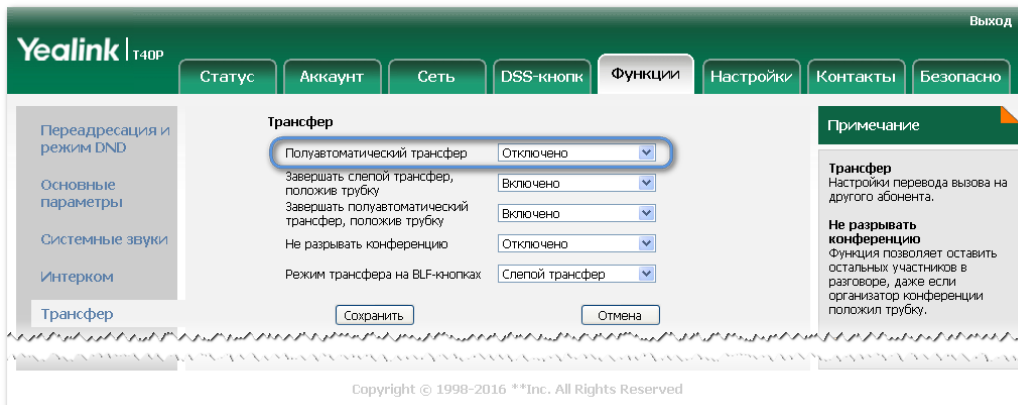 Выход
Yealink | T40P
Статус
Аккаунт
Сеть
DSS-кнопк
Функции
Настройки
Контакты
Безопасно
Переадресация и
режим DND
Основные
параметры
Системные звуки
Интерком
Трансфер
Трансфер
Полуавтоматический трансфер Отключено
Завершать слепой трансфер,
положив трубку Включено
Завершать полуавтоматический
трансфер, положив трубку Включено
Не разрывать конференцию Отключено
Режим трансфера на BLF-кнопках Слепой трансфер
Сохранить Отмена
Примечание
Трансфер
Настройки перевода вызова на
другого абонента.
Не разрывать
конференцию
Функция позволяет оставить
остальных участников в
разговоре, даже если
организатор конференции
положил трубку.
Copyright © 1998-2016 **Inc. All Rights Reserved